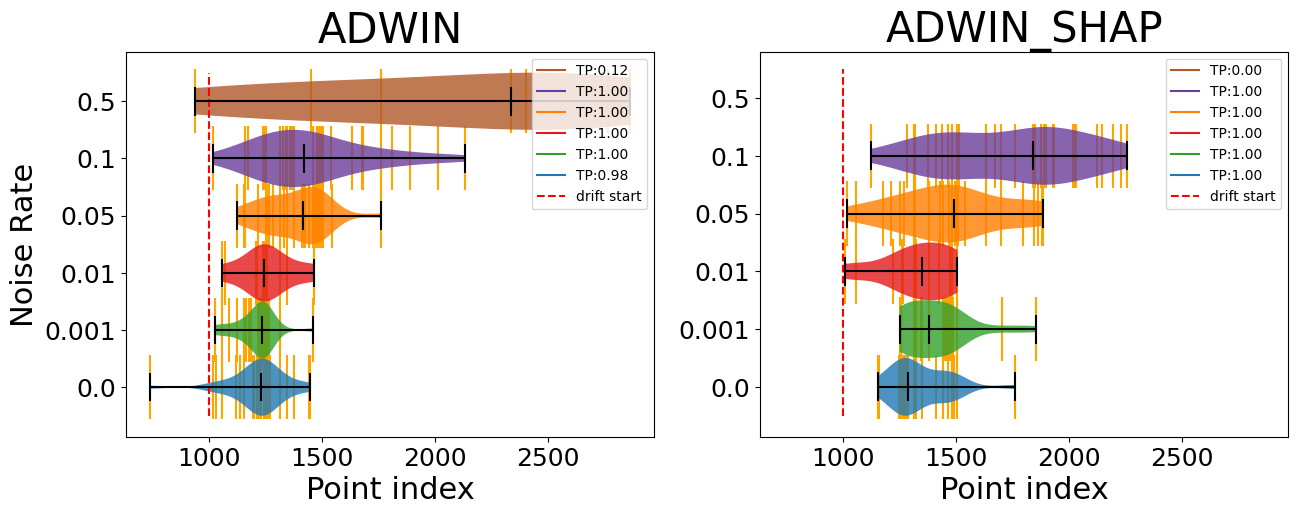 ADWIN
Noise Rate
0.5
0.1
0.05
0.01
0.001
0.0
TP:0.12
TP:1.00
TP:1.00
TP:1.00
TP:1.00
TP:0.98
drift start
1000 1500 2000 2500
Point index
ADWIN_SHAP
0.5
0.1
0.05
0.01
0.001
0.0
TP:0.00
TP:1.00
TP:1.00
TP:1.00
TP:1.00
TP:1.00
drift start
1000 1500 2000 2500
Point index